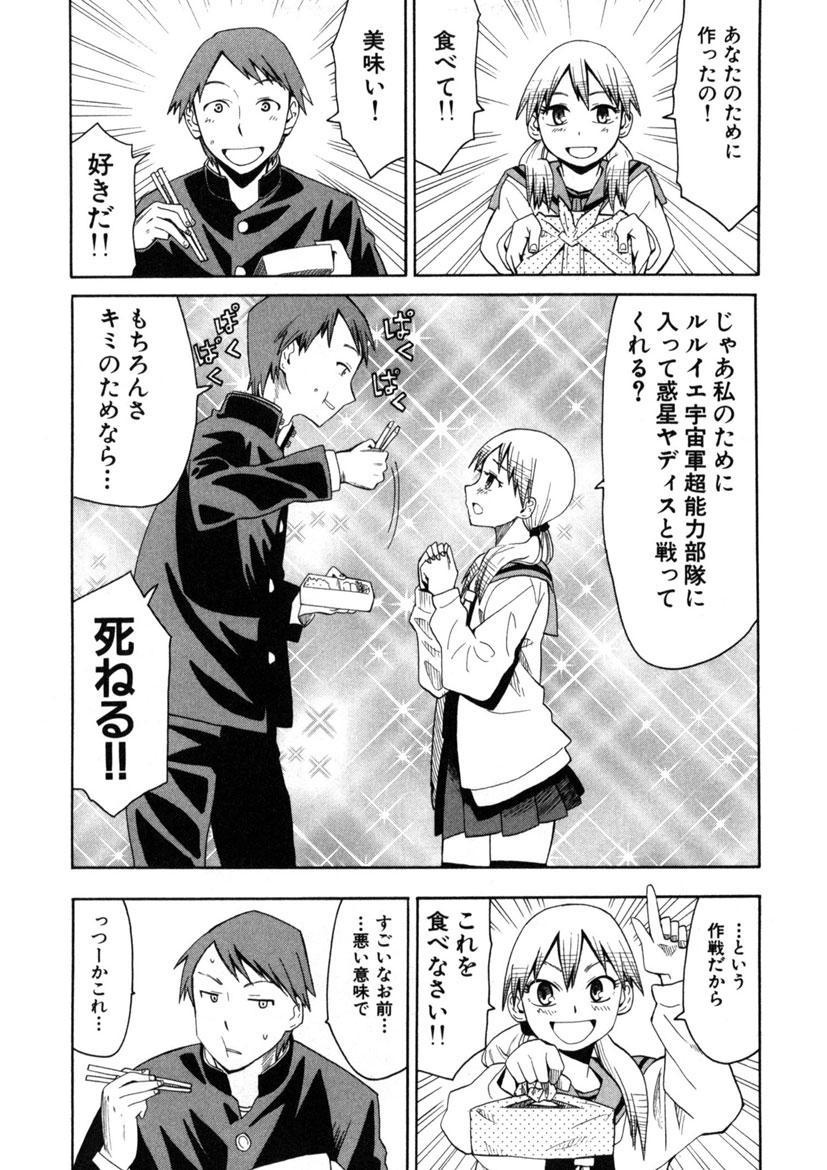 あなたのために
作ったの！
食べて!!
美味い！
好きだ!!
じゃあ私のために
ルルイエ宇宙軍超能力部隊に
入って惑星ヤディスと戦って
くれる？
ぱく
ぱく
ぱく
ぱく
もちろんさ
キミのためなら…
死ねる!!
…という
作戦だから
これを
食べなさい!!
すごいなお前…
…悪い意味で
っつーかこれ…